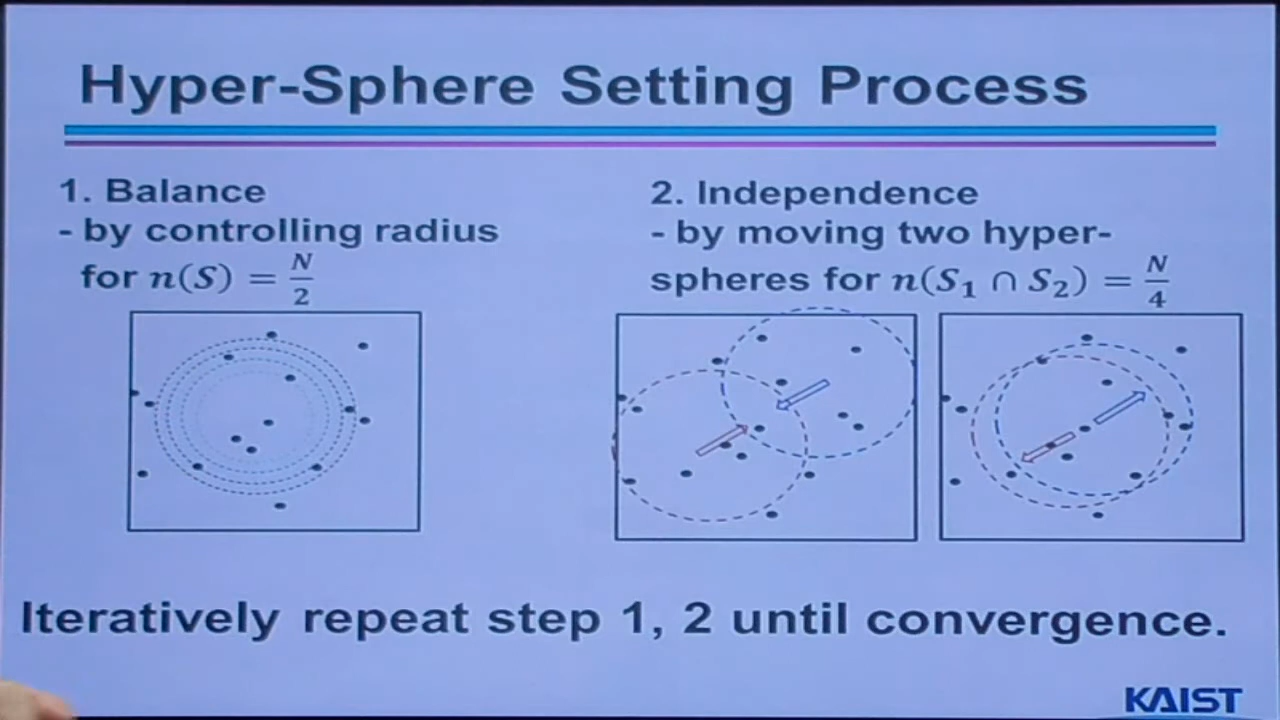 Hyper-Sphere Setting Process
1. Balance
- by controlling radius
for n(S) = N/2
2. Independence
- by moving two hyper-
spheres for n(S₁ ∩ S₂) = N/4
Iteratively repeat step 1, 2 until convergence.
KAIST